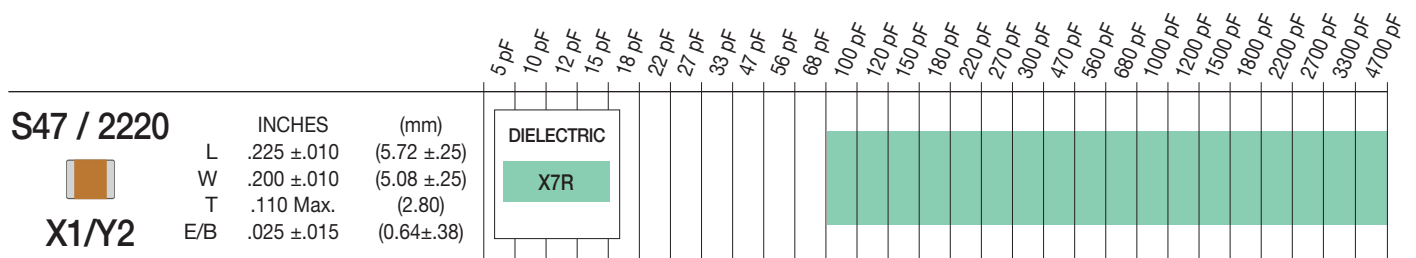 5 pF 10 pF 12 pF 15 pF 18 pF 22 pF 27 pF 33 pF 47 pF 56 pF 68 pF 100 pF 120 pF 150 pF 180 pF 220 pF 270 pF 300 pF 470 pF 560 pF 680 pF 1000 pF 1200 pF 1500 pF 1800 pF 2200 pF 2700 pF 3300 pF 4700 pF
S47 / 2220
X1/Y2
INCHES (mm)
L .225 ±.010 (5.72 ±.25)
W .200 ±.010 (5.08 ±.25)
T .110 Max. (2.80)
E/B .025 ±.015 (0.64±.38)
DIELECTRIC
X7R